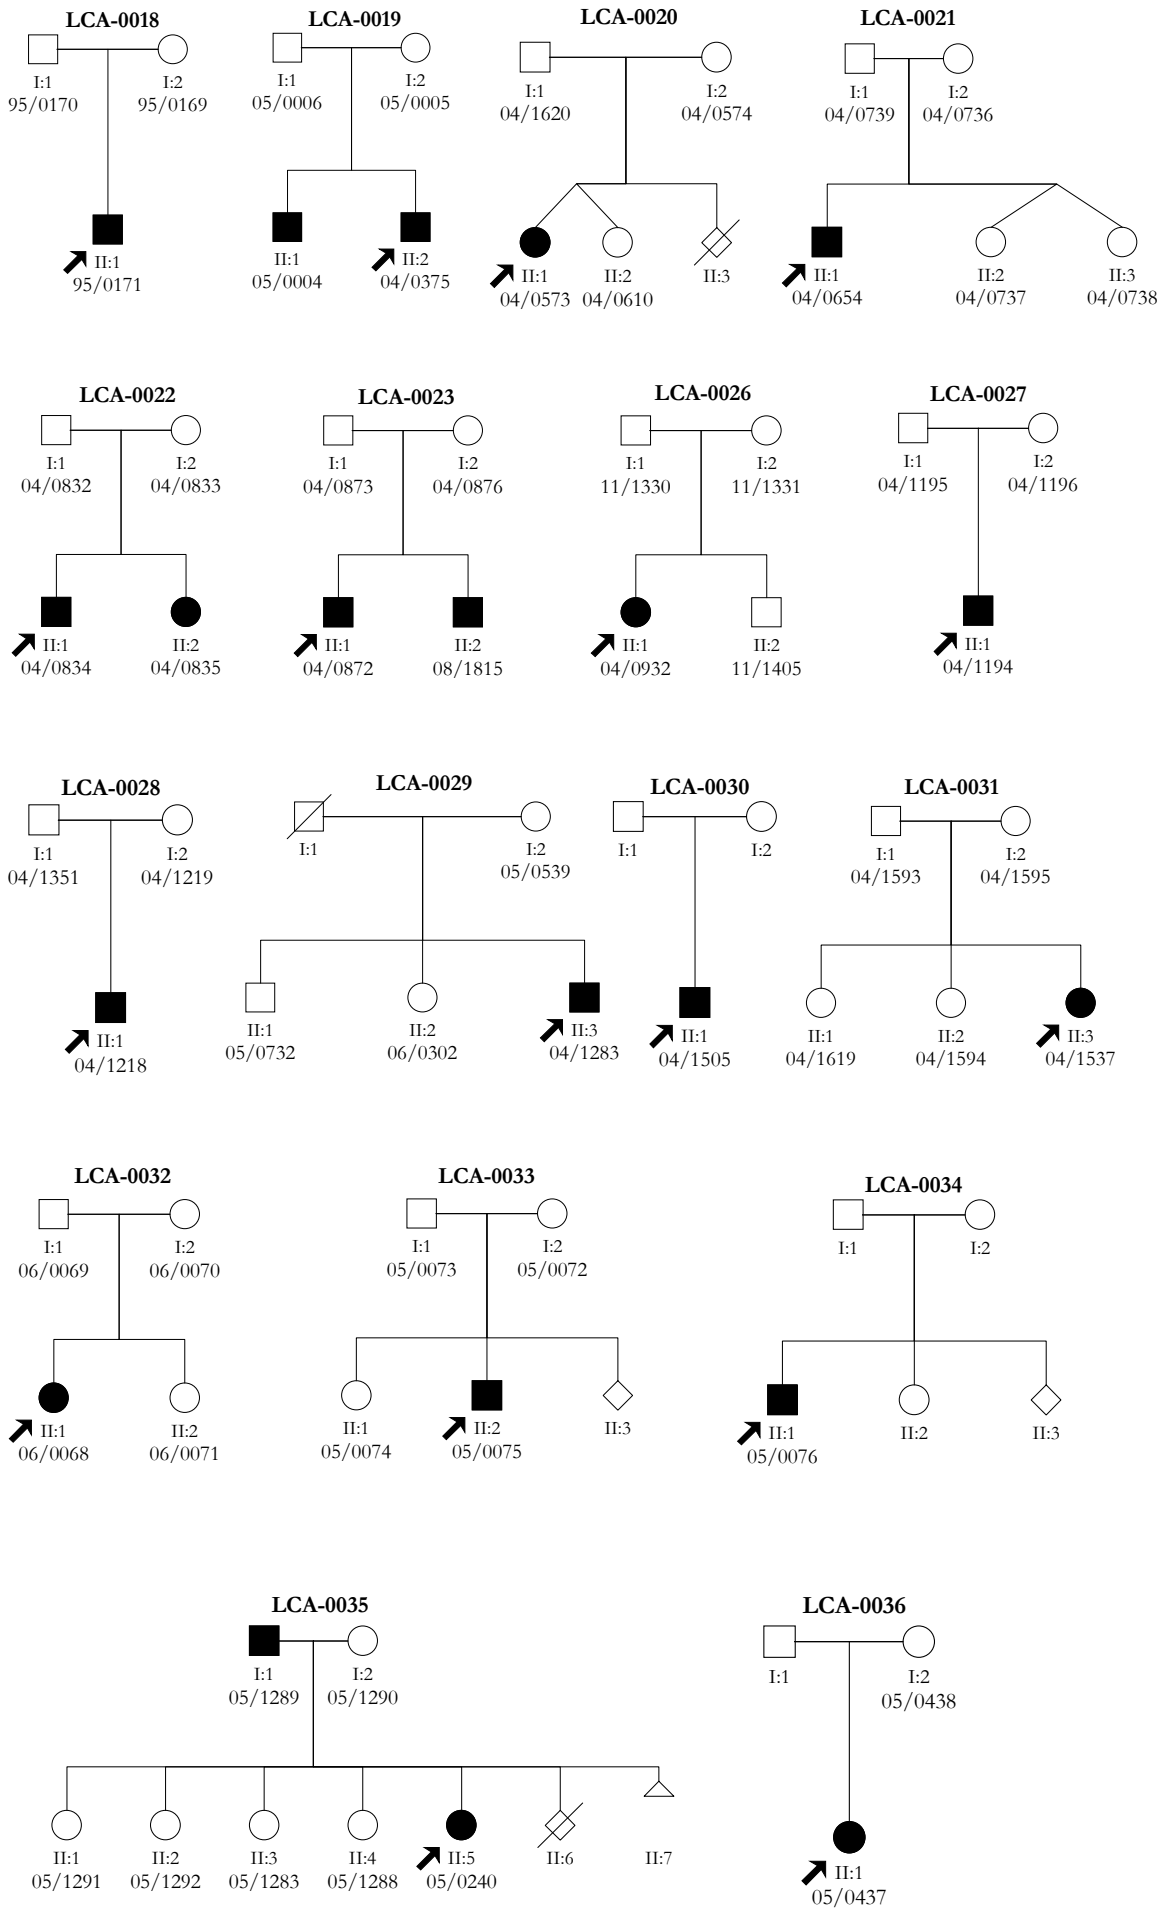 LCA-0018
I:1
95/0170
I:2
95/0169
II:1
95/0171
LCA-0019
I:1
05/0006
I:2
05/0005
II:1
05/0004
II:2
04/0375
LCA-0020
I:1
04/1620
I:2
04/0574
II:1
04/0573
II:2
04/0610
II:3
LCA-0021
I:1
04/0739
I:2
04/0736
II:1
04/0654
II:2
04/0737
II:3
04/0738
LCA-0022
I:1
04/0832
I:2
04/0833
II:1
04/0834
II:2
04/0835
LCA-0023
I:1
04/0873
I:2
04/0876
II:1
04/0872
II:2
08/1815
LCA-0026
I:1
11/1330
I:2
11/1331
II:1
04/0932
II:2
11/1405
LCA-0027
I:1
04/1195
I:2
04/1196
II:1
04/1194
LCA-0028
I:1
04/1351
I:2
04/1219
II:1
04/1218
LCA-0029
I:1
I:2
05/0539
II:1
05/0732
II:2
06/0302
II:3
04/1283
LCA-0030
I:1
I:2
II:1
04/1505
LCA-0031
I:1
04/1593
I:2
04/1595
II:1
04/1619
II:2
04/1594
II:3
04/1537
LCA-0032
I:1
06/0069
I:2
06/0070
II:1
06/0068
II:2
06/0071
LCA-0033
I:1
05/0073
I:2
05/0072
II:1
05/0074
II:2
05/0075
II:3
LCA-0034
I:1
I:2
II:1
05/0076
II:2
II:3
LCA-0035
I:1
05/1289
I:2
05/1290
II:1
05/1291
II:2
05/1292
II:3
05/1283
II:4
05/1288
II:5
05/0240
II:6
II:7
LCA-0036
I:1
I:2
05/0438
II:1
05/0437